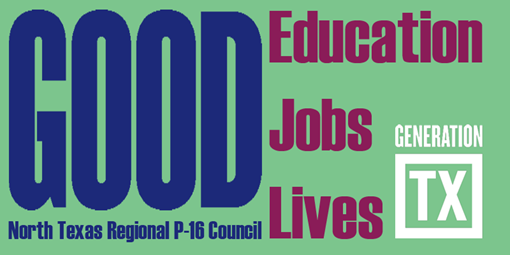 GOOD
Education
Jobs
Lives
North Texas Regional P-16 Council
GENERATION
TX